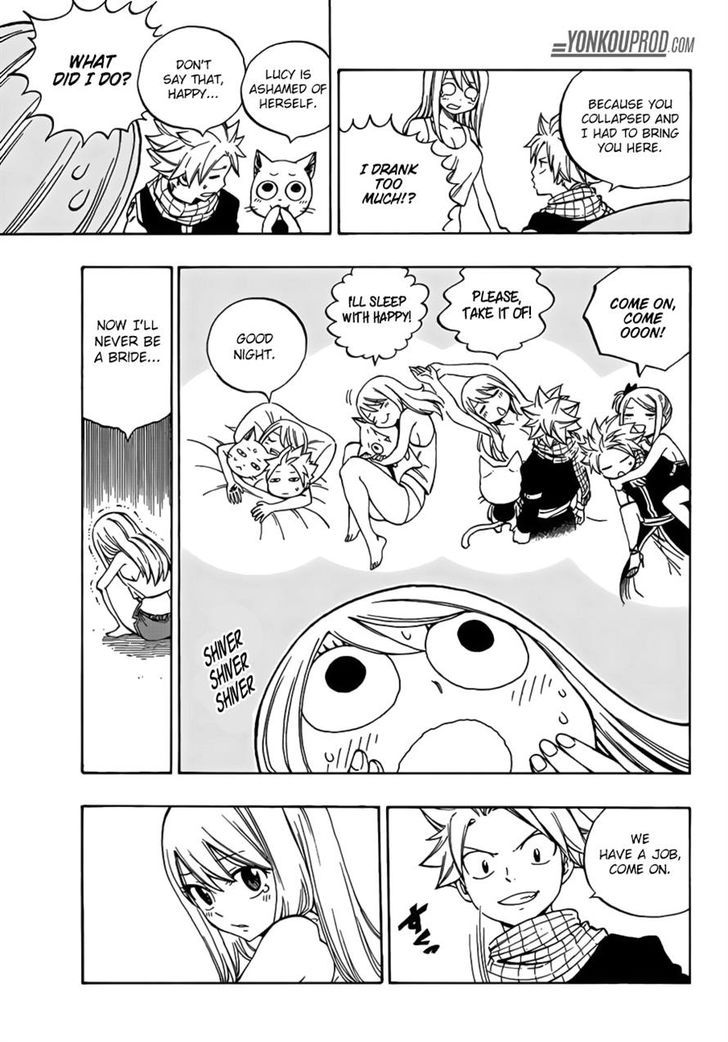 =YONKOUPROD.COM
BECAUSE YOU
COLLAPSED AND
I HAD TO BRING
YOU HERE.
I DRANK
TOO
MUCH!?
LUCY IS
ASHAMED OF
HERSELF.
DON'T
SAY THAT,
HAPPY...
WHAT
DID I DO?
COME ON,
COME
OOON!
PLEASE,
TAKE IT OF!
I'LL SLEEP
WITH HAPPY!
GOOD
NIGHT.
SHIVER
SHIVER
SHIVER
NOW I'LL
NEVER BE
A BRIDE...
WE
HAVE A JOB,
COME ON.